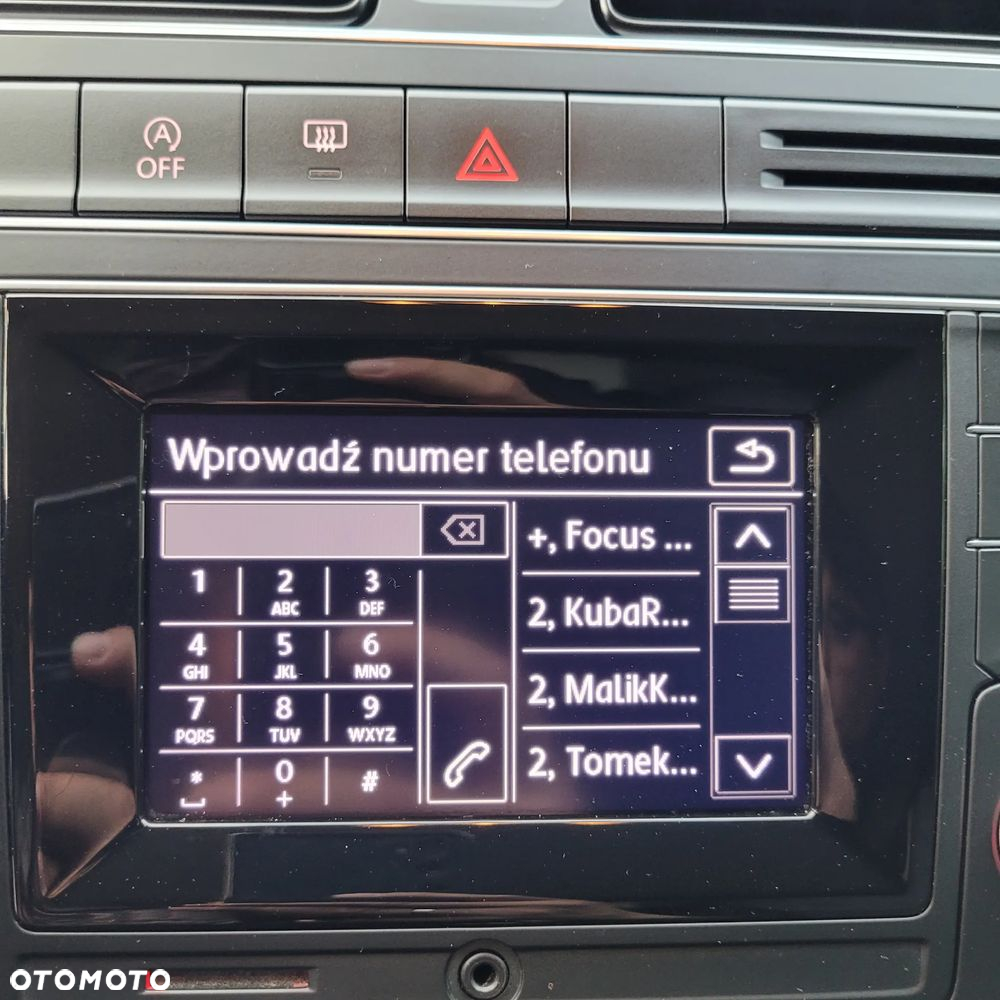 A
OFF
Wprowadź numer telefonu
+, Focus ...
1 2 3
ABC DEF
2, KubaR...
4 5 6
GHI JKL MNO
2, MalikK...
7 8 9
PQRS TUV WXYZ
2, Tomek...
* 0 #
+
OTOMOTO